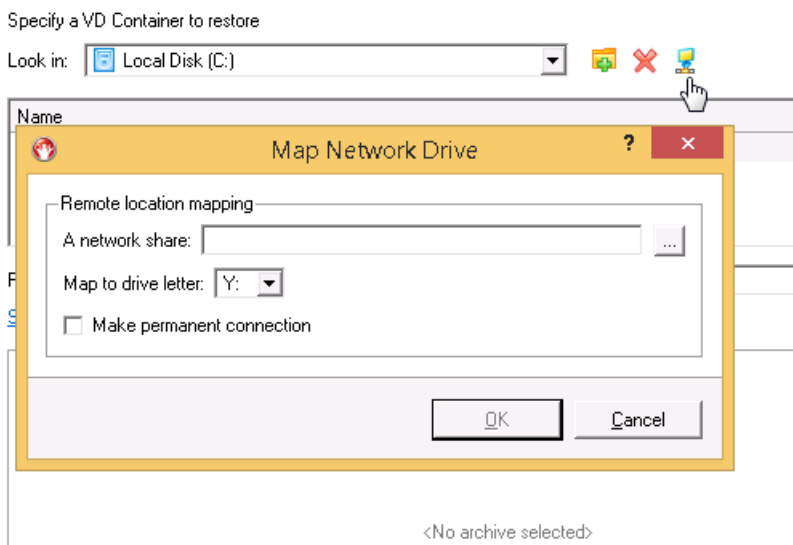 Specify a VD Container to restore
Look in: Local Disk (C:)
Name
Map Network Drive ? ×
Remote location mapping
A network share: ...
Map to drive letter: Y:
Make permanent connection
OK Cancel
<No archive selected>